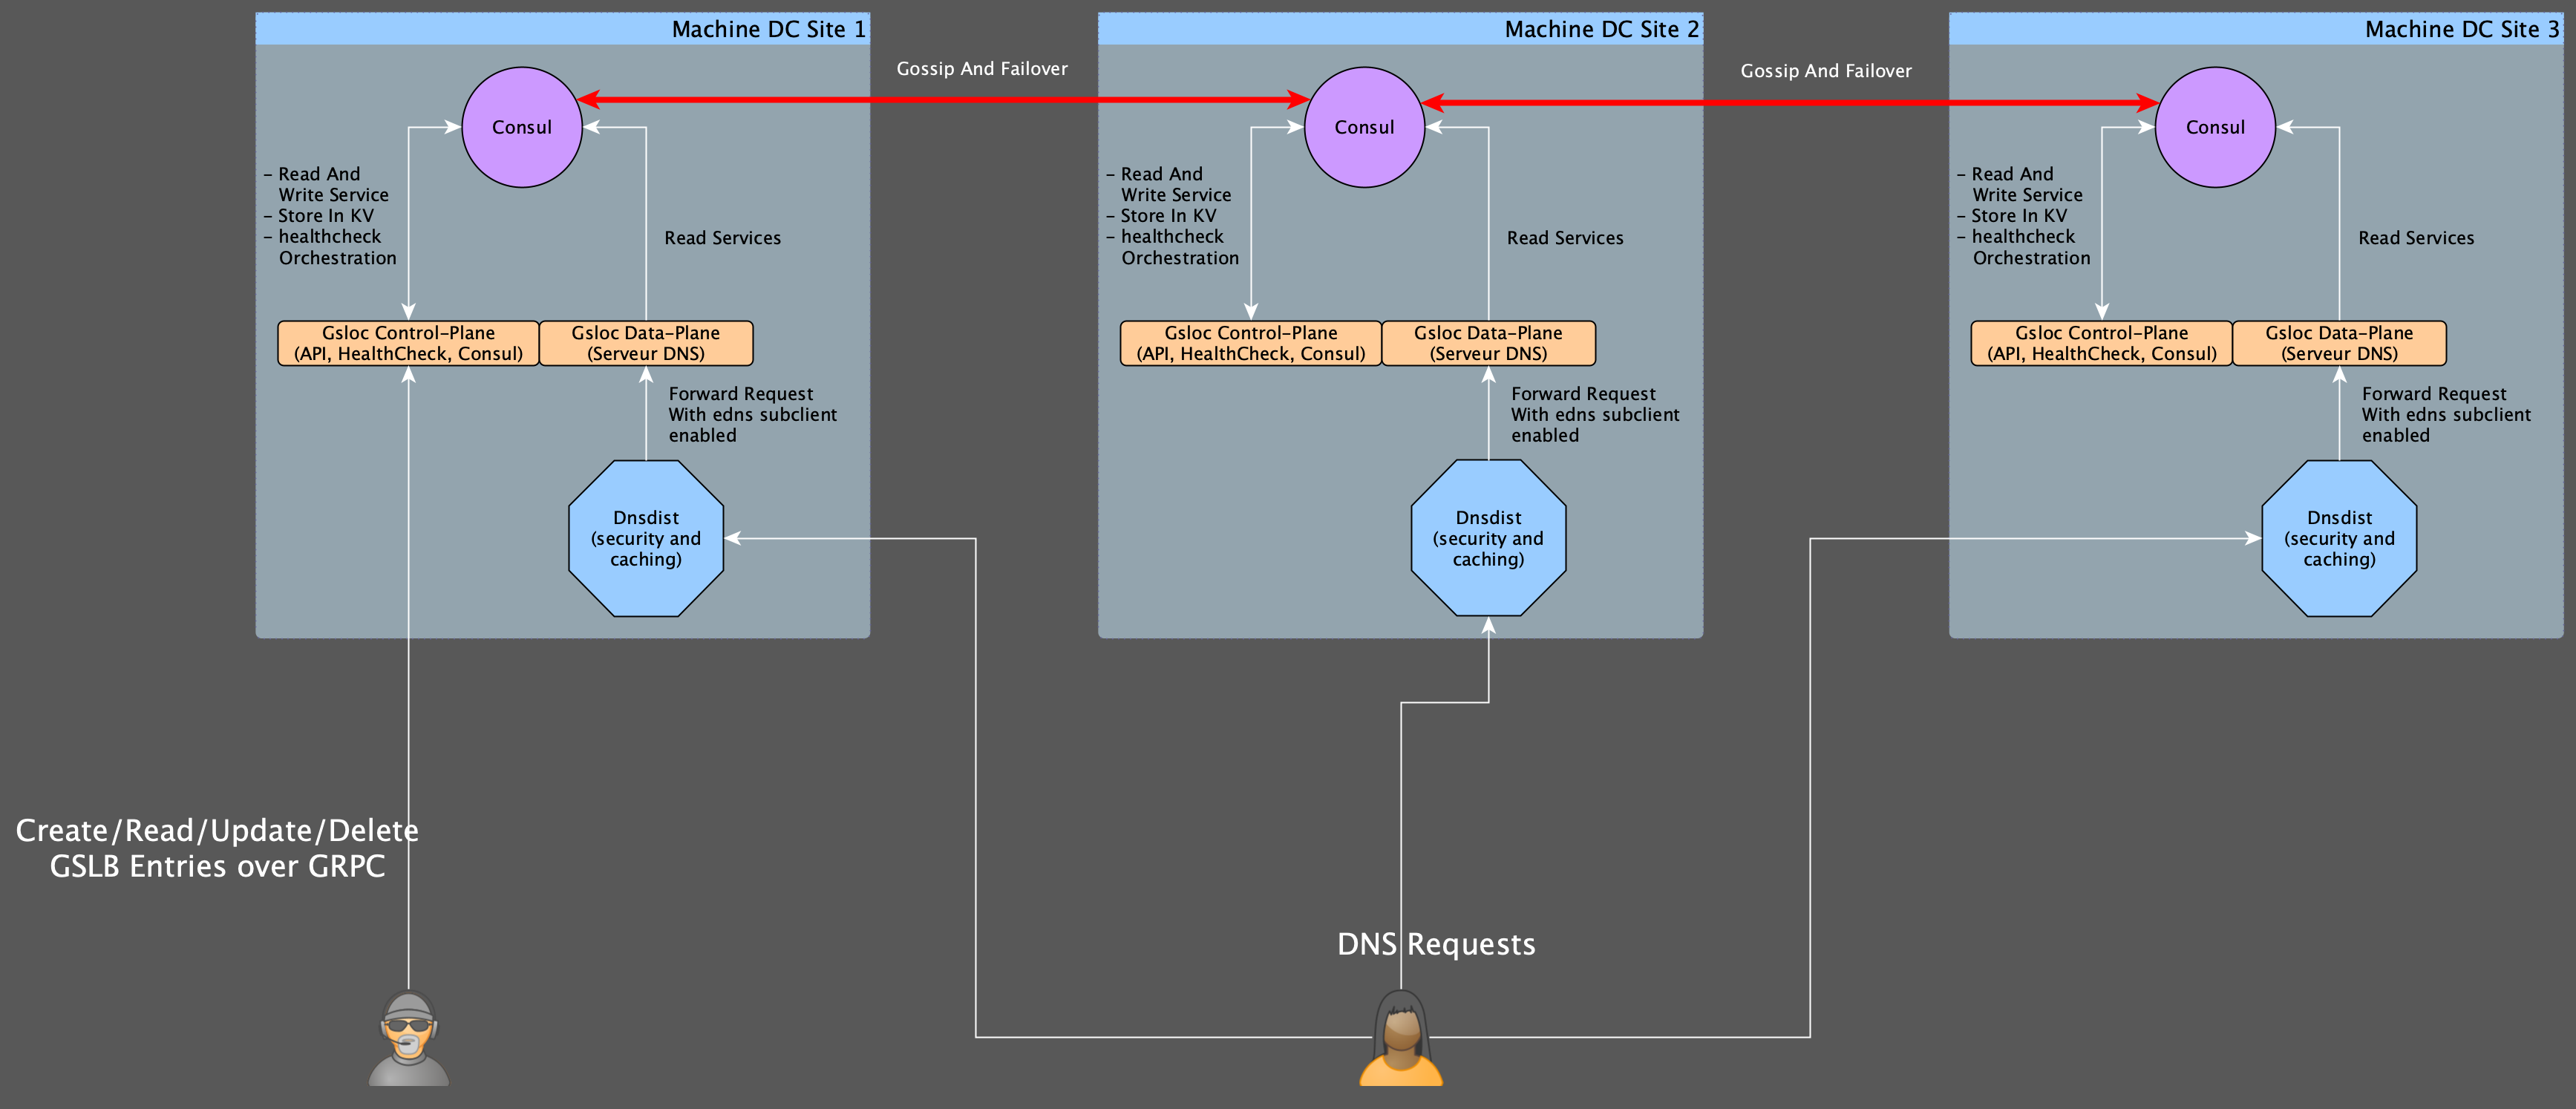 Machine DC Site 1
Consul
- Read And
Write Service
- Store In KV
- healthcheck
Orchestration
Read Services
Gsloc Control-Plane
(API, HealthCheck, Consul)
Gsloc Data-Plane
(Serveur DNS)
Forward Request
With edns subclient
enabled
Dnsdist
(security and
caching)
Gossip And Failover
Machine DC Site 2
Consul
- Read And
Write Service
- Store In KV
- healthcheck
Orchestration
Read Services
Gsloc Control-Plane
(API, HealthCheck, Consul)
Gsloc Data-Plane
(Serveur DNS)
Forward Request
With edns subclient
enabled
Dnsdist
(security and
caching)
Gossip And Failover
Machine DC Site 3
Consul
- Read And
Write Service
- Store In KV
- healthcheck
Orchestration
Read Services
Gsloc Control-Plane
(API, HealthCheck, Consul)
Gsloc Data-Plane
(Serveur DNS)
Forward Request
With edns subclient
enabled
Dnsdist
(security and
caching)
Create/Read/Update/Delete
GSLB Entries over GRPC
DNS Requests